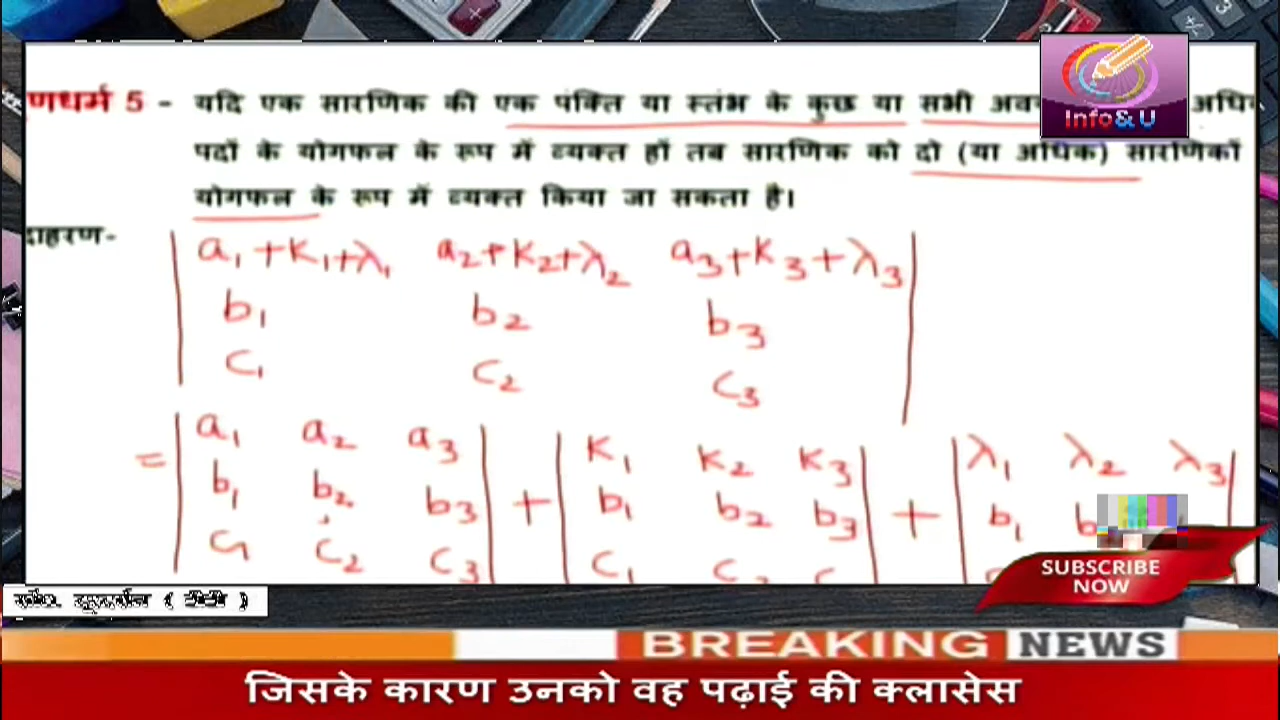 णधर्म 5 - यदि एक सारणिक की एक पंक्ति या स्तंभ के कुछ या सभी अव अधि
पदों के योगफल के रूप में व्यक्त हों तब सारणिक को दो (या अधिक) सारणिकों
योगफल के रूप में व्यक्त किया जा सकता है।
दाहरण-
a₁+k₁+λ₁ a₂+k₂+λ₂ a₃+k₃+λ₃
b₁ b₂ b₃
c₁ c₂ c₃
= a₁ a₂ a₃ + k₁ k₂ k₃ + λ₁ λ₂ λ₃
b₁ b₂ b₃ b₁ b₂ b₃ b₁ b
c₁ c₂ c₃ c₁ c₂ c
Info&U
SUBSCRIBE
NOW
BREAKING NEWS
जिसके कारण उनको वह पढ़ाई की क्लासेस